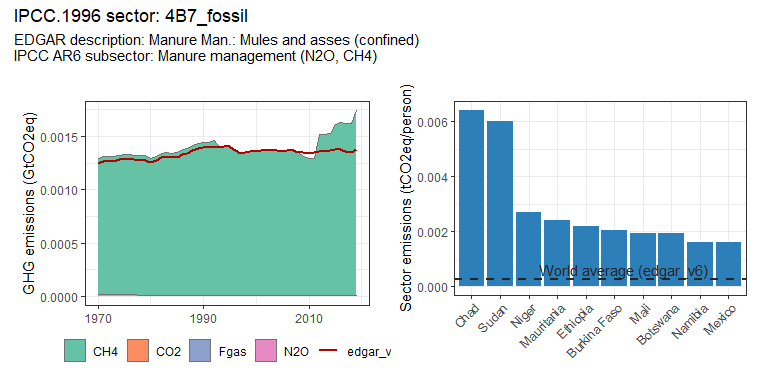 IPCC.1996 sector: 4B7_fossil
EDGAR description: Manure Man.: Mules and asses (confined)
IPCC AR6 subsector: Manure management (N2O, CH4)
GHG emissions (GtCO2eq)
0.0015
0.0010
0.0005
0.0000
1970
1990
2010
CH4
CO2
Fgas
N2O
edgar_v
Sector emissions (tCO2eq/person)
0.006
0.004
0.002
0.000
World average (edgar_v6)
Chad
Sudan
Niger
Mauritania
Ethiopia
Burkina Faso
Mali
Botswana
Namibia
Mexico